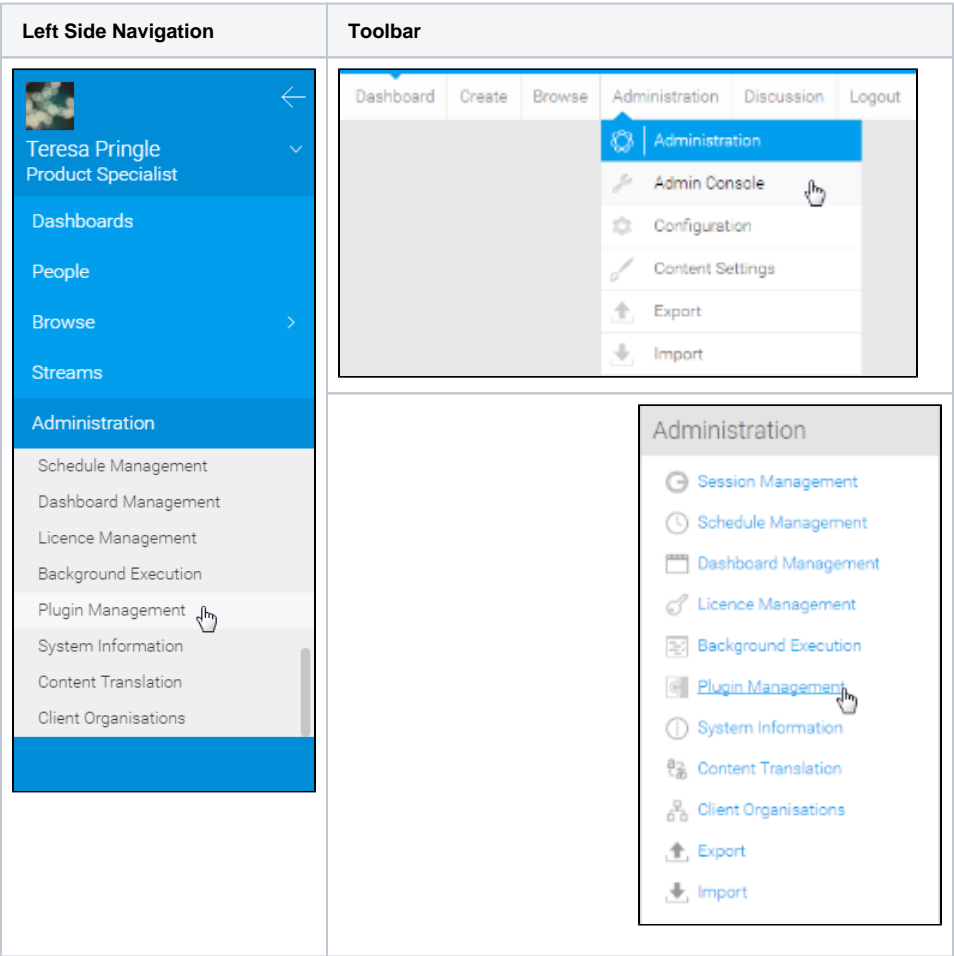 Left Side Navigation
Toolbar
Teresa Pringle
Product Specialist
Dashboards
People
Browse
Streams
Administration
Schedule Management
Dashboard Management
Licence Management
Background Execution
Plugin Management
System Information
Content Translation
Client Organisations
Dashboard Create Browse Administration Discussion Logout
Administration
Admin Console
Configuration
Content Settings
Export
Import
Administration
Session Management
Schedule Management
Dashboard Management
Licence Management
Background Execution
Plugin Management
System Information
Content Translation
Client Organisations
Export
Import